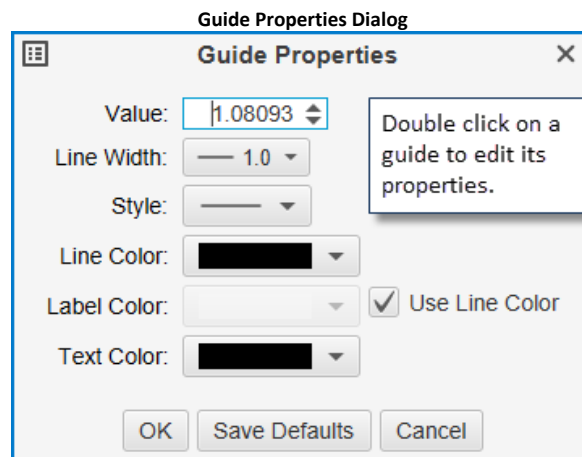 Guide Properties Dialog
Guide Properties
Value: 1.08093
Double click on a
guide to edit its
properties.
Line Width: 1.0
Style:
Line Color:
Label Color: Use Line Color
Text Color:
OK Save Defaults Cancel